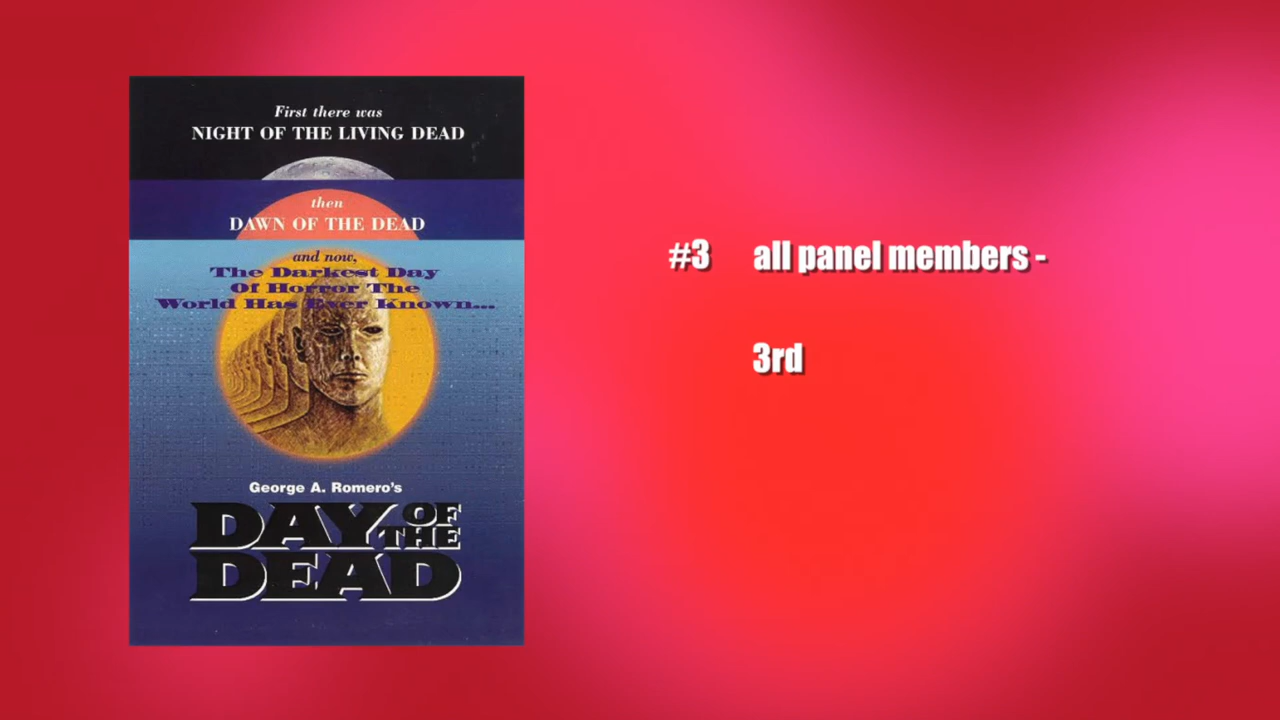 First there was
NIGHT OF THE LIVING DEAD
then
DAWN OF THE DEAD
and now,
The Darkest Day
Of Horror The
World Has Ever Known...
George A. Romero's
DAY OF THE
DEAD
#3 all panel members -
3rd